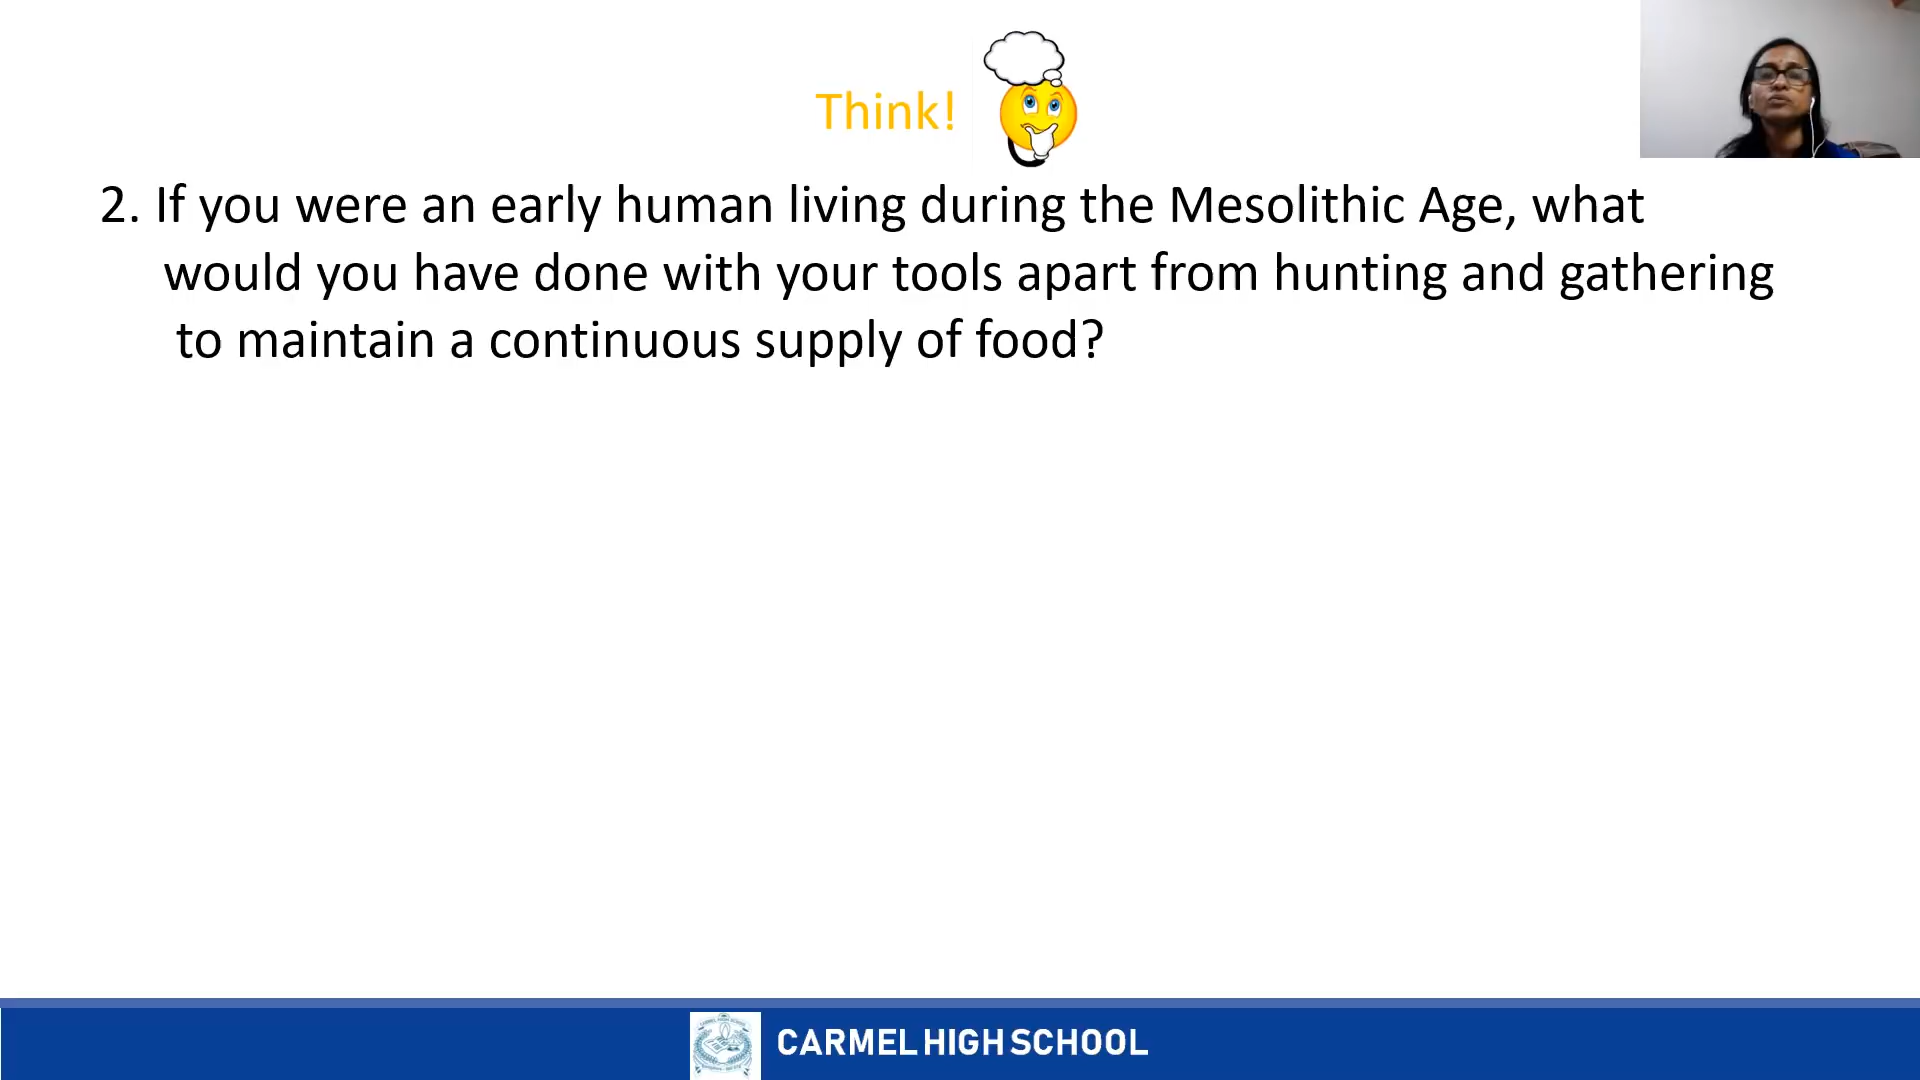 Think!
2. If you were an early human living during the Mesolithic Age, what
would you have done with your tools apart from hunting and gathering
to maintain a continuous supply of food?
CARMEL HIGH SCHOOL